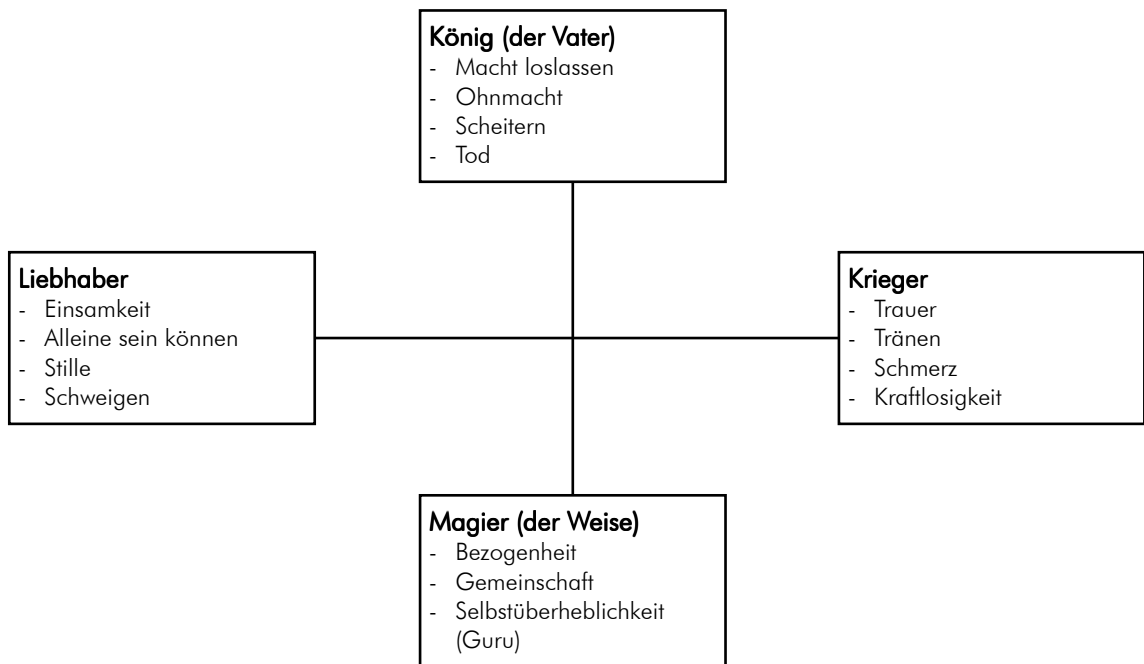 König (der Vater)
- Macht loslassen
- Ohnmacht
- Scheitern
- Tod
Liebhaber
- Einsamkeit
- Alleine sein können
- Stille
- Schweigen
Krieger
- Trauer
- Tränen
- Schmerz
- Kraftlosigkeit
Magier (der Weise)
- Bezogenheit
- Gemeinschaft
- Selbstüberheblichkeit
(Guru)